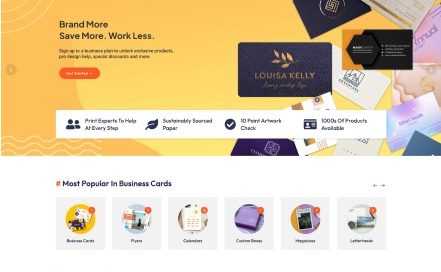 Brand More
Save More. Work Less.
Sign up to a business plan to unlock exclusive products,
pro design help, special discounts and more.
Get Started
LOUISA KELLY
Print Experts To Help
At Every Step
Sustainably Sourced
Paper
10 Point Artwork
Check
1000s Of Products
Available
# Most Popular In Business Cards
Business Cards
Flyers
Calendars
Custom Boxes
Magazines
Letterheads